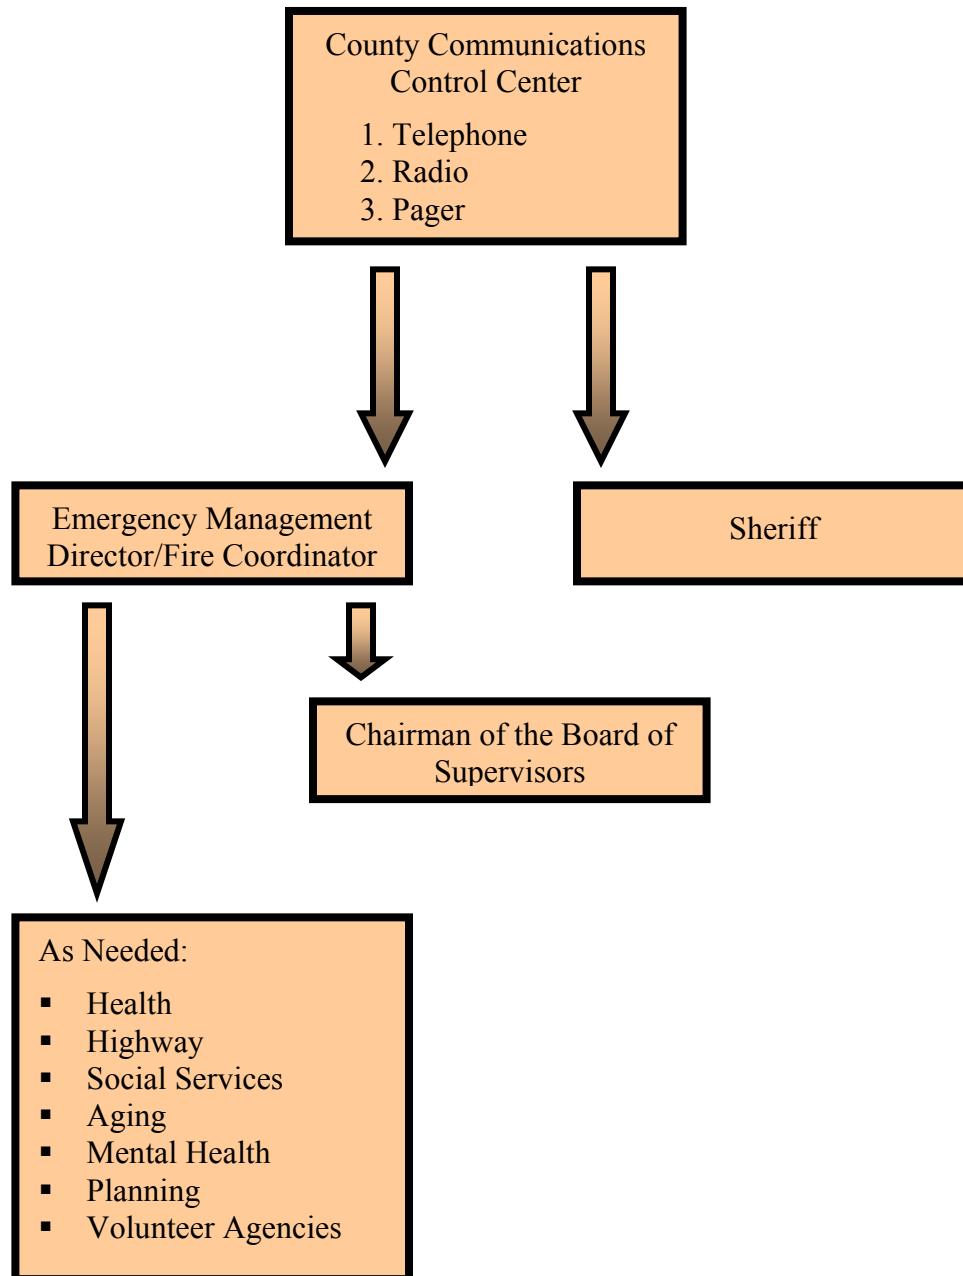 County Communications
Control Center
1. Telephone
2. Radio
3. Pager
Emergency Management
Director/Fire Coordinator
Sheriff
Chairman of the Board of
Supervisors
As Needed:
▪ Health
▪ Highway
▪ Social Services
▪ Aging
▪ Mental Health
▪ Planning
▪ Volunteer Agencies